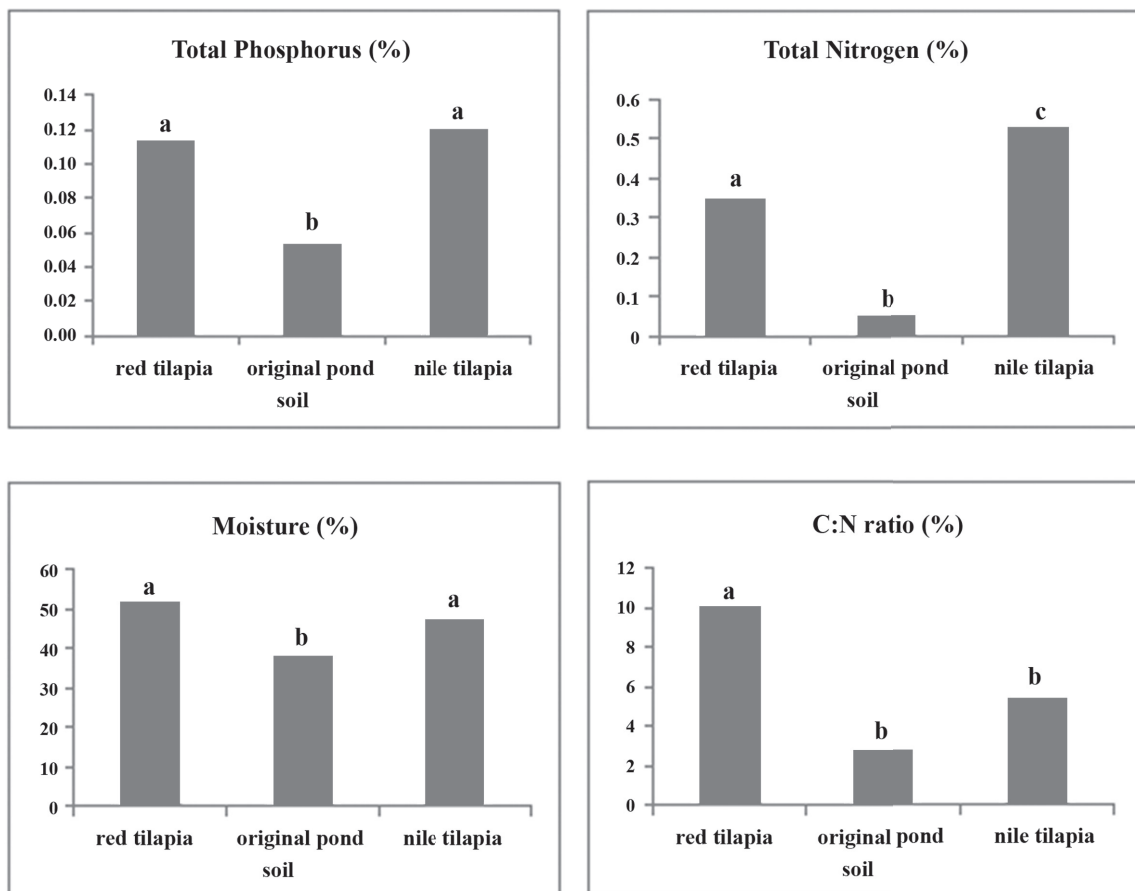 Total Phosphorus (%)
0.14
0.12
0.10
0.08
0.06
0.04
0.02
0.00
a
b
a
red tilapia
original pond
soil
nile tilapia
Total Nitrogen (%)
0.6
0.5
0.4
0.3
0.2
0.1
0
a
b
c
red tilapia
original pond
soil
nile tilapia
Moisture (%)
60
50
40
30
20
10
0
a
b
a
red tilapia
original pond
soil
nile tilapia
C:N ratio (%)
12
10
8
6
4
2
0
a
b
b
red tilapia
original pond
soil
nile tilapia